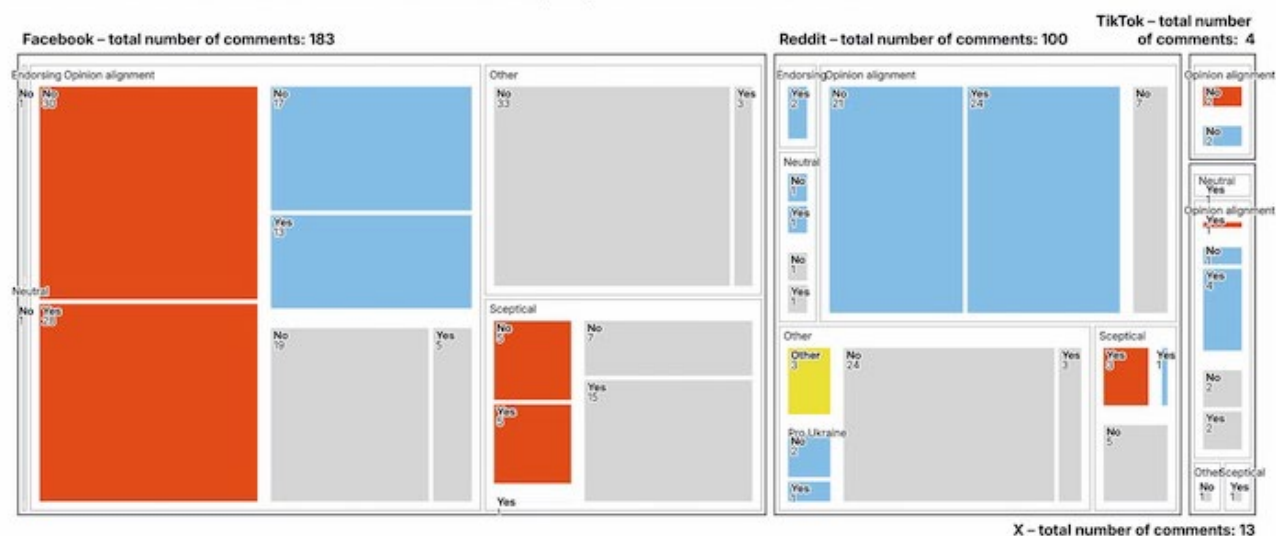 Facebook – total number of comments: 183
Endorsing Opinion alignment
No
1
No
30
No
17
Yes
13
Neutral
No
1
Yes
28
No
19
Yes
5
Other
No
33
Yes
3
Sceptical
No
5
Yes
5
No
7
Yes
15
Yes
Reddit – total number of comments: 100
Endorsing
Yes
2
Opinion alignment
No
21
Yes
24
No
7
Neutral
No
1
Yes
1
No
1
Yes
1
Other
Other
3
No
24
Yes
3
Pro Ukraine
No
2
Yes
1
Sceptical
Yes
3
Yes
1
No
5
TikTok – total number
of comments: 4
Opinion alignment
No
2
No
2
Neutral
Yes
1
Opinion alignment
Yes
1
No
1
Yes
4
No
2
Yes
2
Other
No
1
Sceptical
Yes
1
X – total number of comments: 13